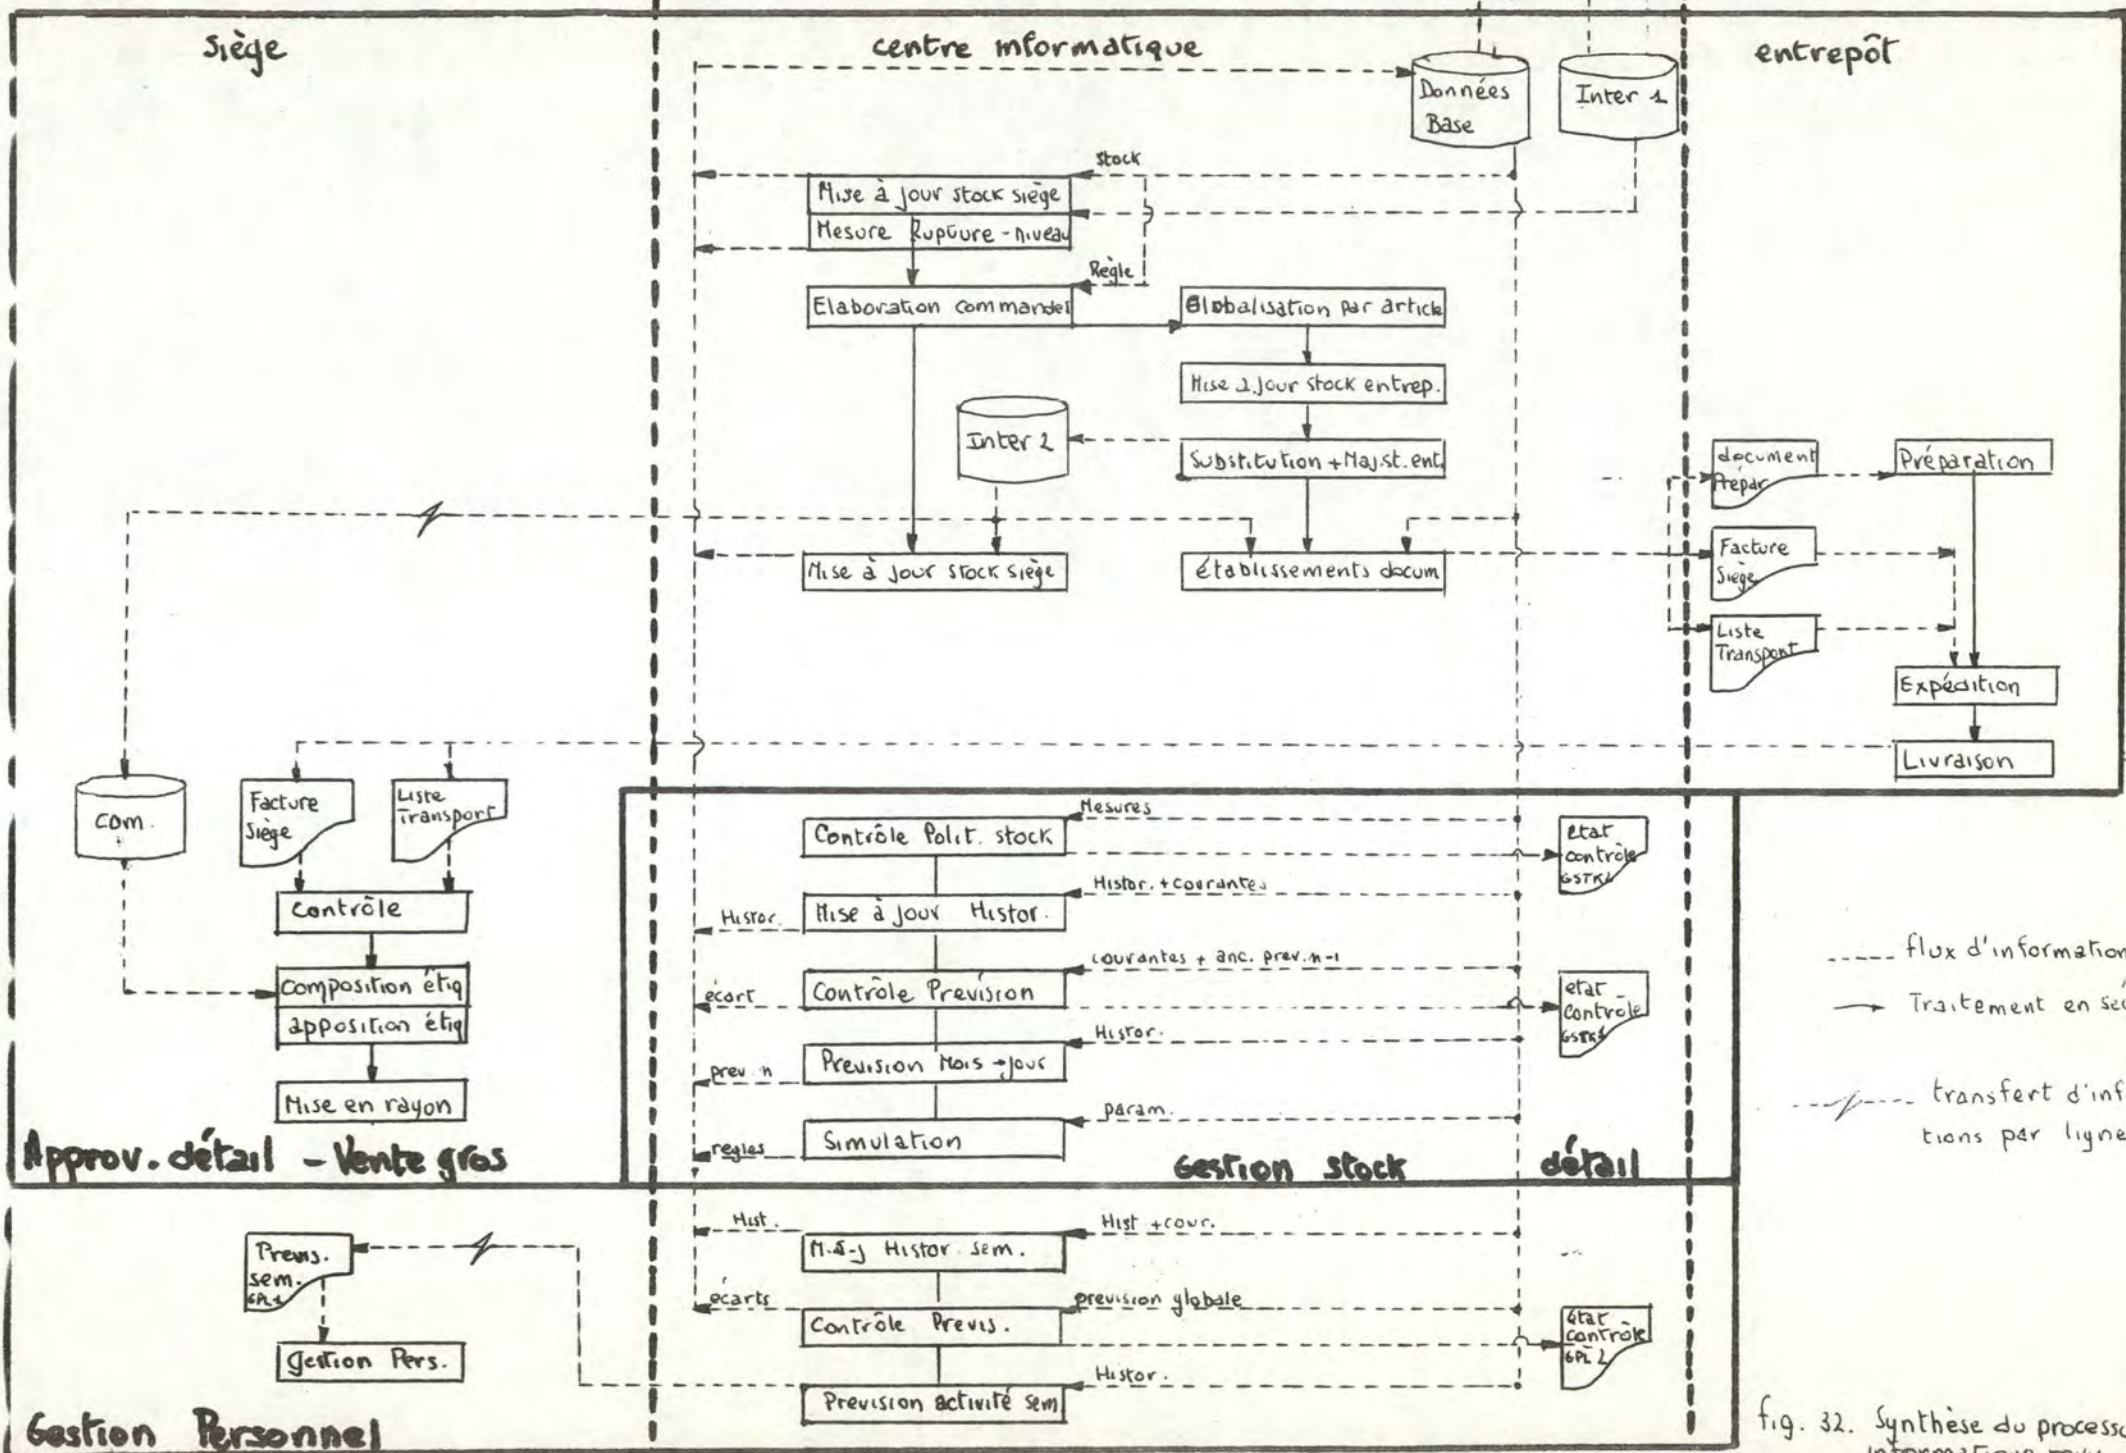 siège
centre informatique
entrepôt
Données
Base
Inter 1
Stock
Mise à jour stock siège
Mesure Rupture - niveau
Règle
Elaboration commandes
Globalisation par article
Mise à jour stock entrep.
Inter 2
Substitution + Maj. st. ent.
document
Prépar.
Préparation
Facture
Siège
Mise à jour stock siège
établissements docum
Liste
Transport
Expédition
Livraison
com.
Facture
Siège
Liste
Transport
Mesures
Contrôle Polit. stock
etat
contrôle
Histor. + courantes
contrôle
Histor.
Mise à jour Histor.
courantes + anc. prev. n-1
composition étiq
apposition étiq
écart
Contrôle Prevision
etat
contrôle
Histor.
prev. n
Prevision Mois → jour
Mise en rayon
param.
regles
Simulation
Approv. détail - Vente gros
Gestion stock détail
---- flux d'information
→ Traitement en
transfert d'inf
tions par ligne
Hist.
Hist + cour.
Previs.
sem.
GPL1
M-à-j Histor. sem.
écarts
prevision globale
Contrôle Previs.
état
contrôle
GPL2
gestion Pers.
Histor.
Prevision activité sem
Gestion Personnel
fig. 32. Synthèse du process